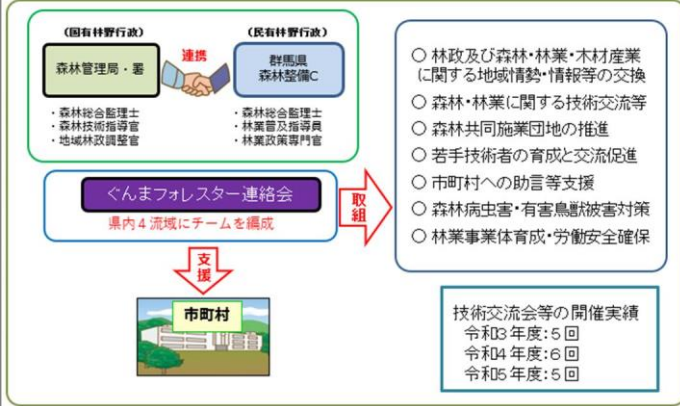 (国有林野行政)
(民有林野行政)
森林管理局・署
連携
群馬県
森林整備C
・森林総合監理士
・森林技術指導官
・地域林政調整官
・森林総合監理士
・林業普及指導員
・林業政策専門官
ぐんまフォレスター連絡会
県内４流域にチームを編成
取組
支援
市町村
○ 林政及び森林・林業・木材産業
に関する地域情勢・情報等の交換
○ 森林・林業に関する技術交流等
○ 森林共同施業団地の推進
○ 若手技術者の育成と交流促進
○ 市町村への助言等支援
○ 森林病虫害・有害鳥獣被害対策
○ 林業事業体育成・労働安全確保
技術交流会等の開催実績
令和3年度:5回
令和4年度:6回
令和5年度:5回